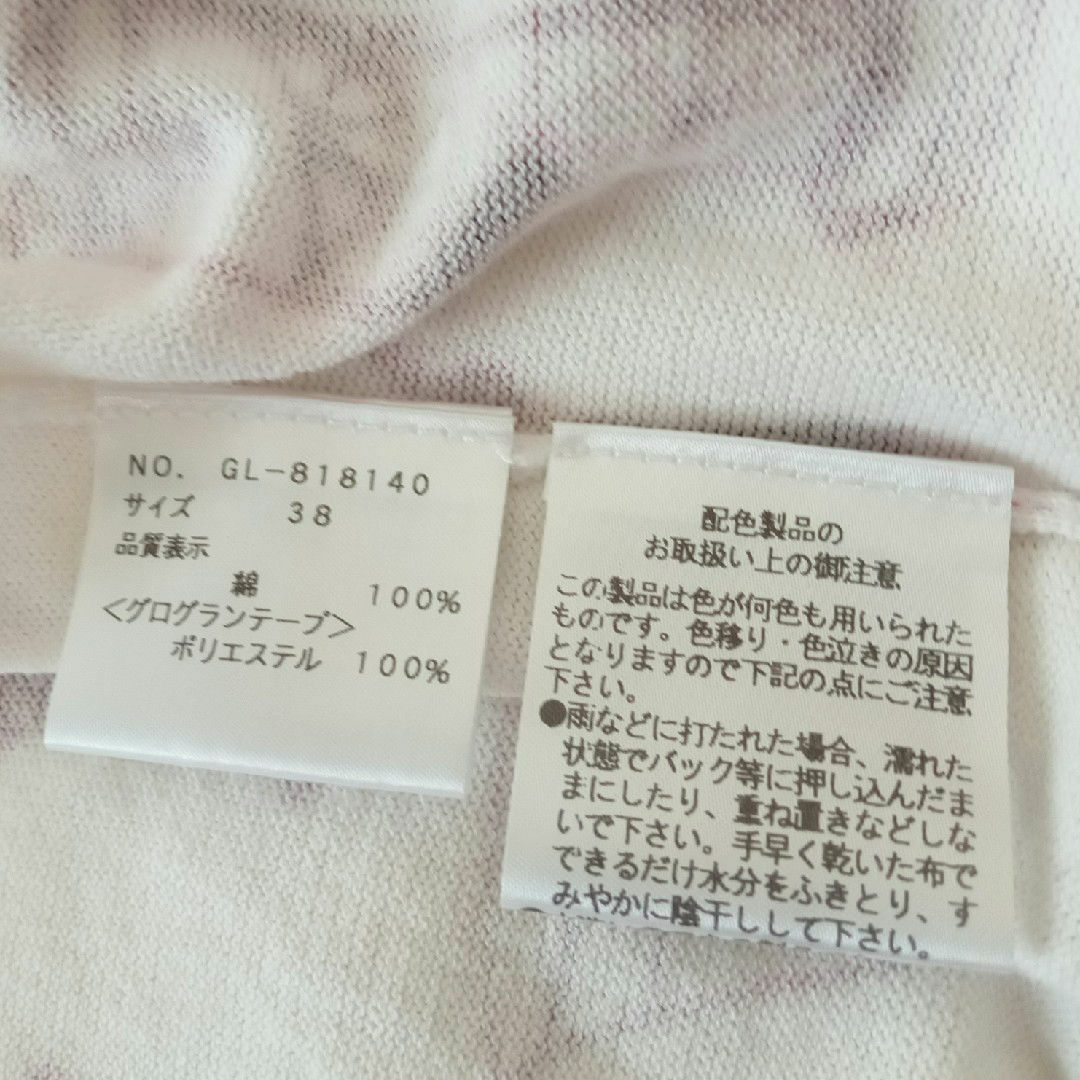 NO. GL-818140
サイズ 38
品質表示
綿 100%
<グログランテープ>
ポリエステル 100%
配色製品の
お取扱い上の御注意
この製品は色が何色も用いられた
ものです。色移り・色泣きの原因
となりますので下記の点にご注意
下さい。
●雨などに打たれた場合、濡れた
状態でバック等に押し込んだま
まにしたり、重ね置きなどしな
いで下さい。手早く乾いた布で
できるだけ水分をふきとり、す
みやかに陰干しして下さい。